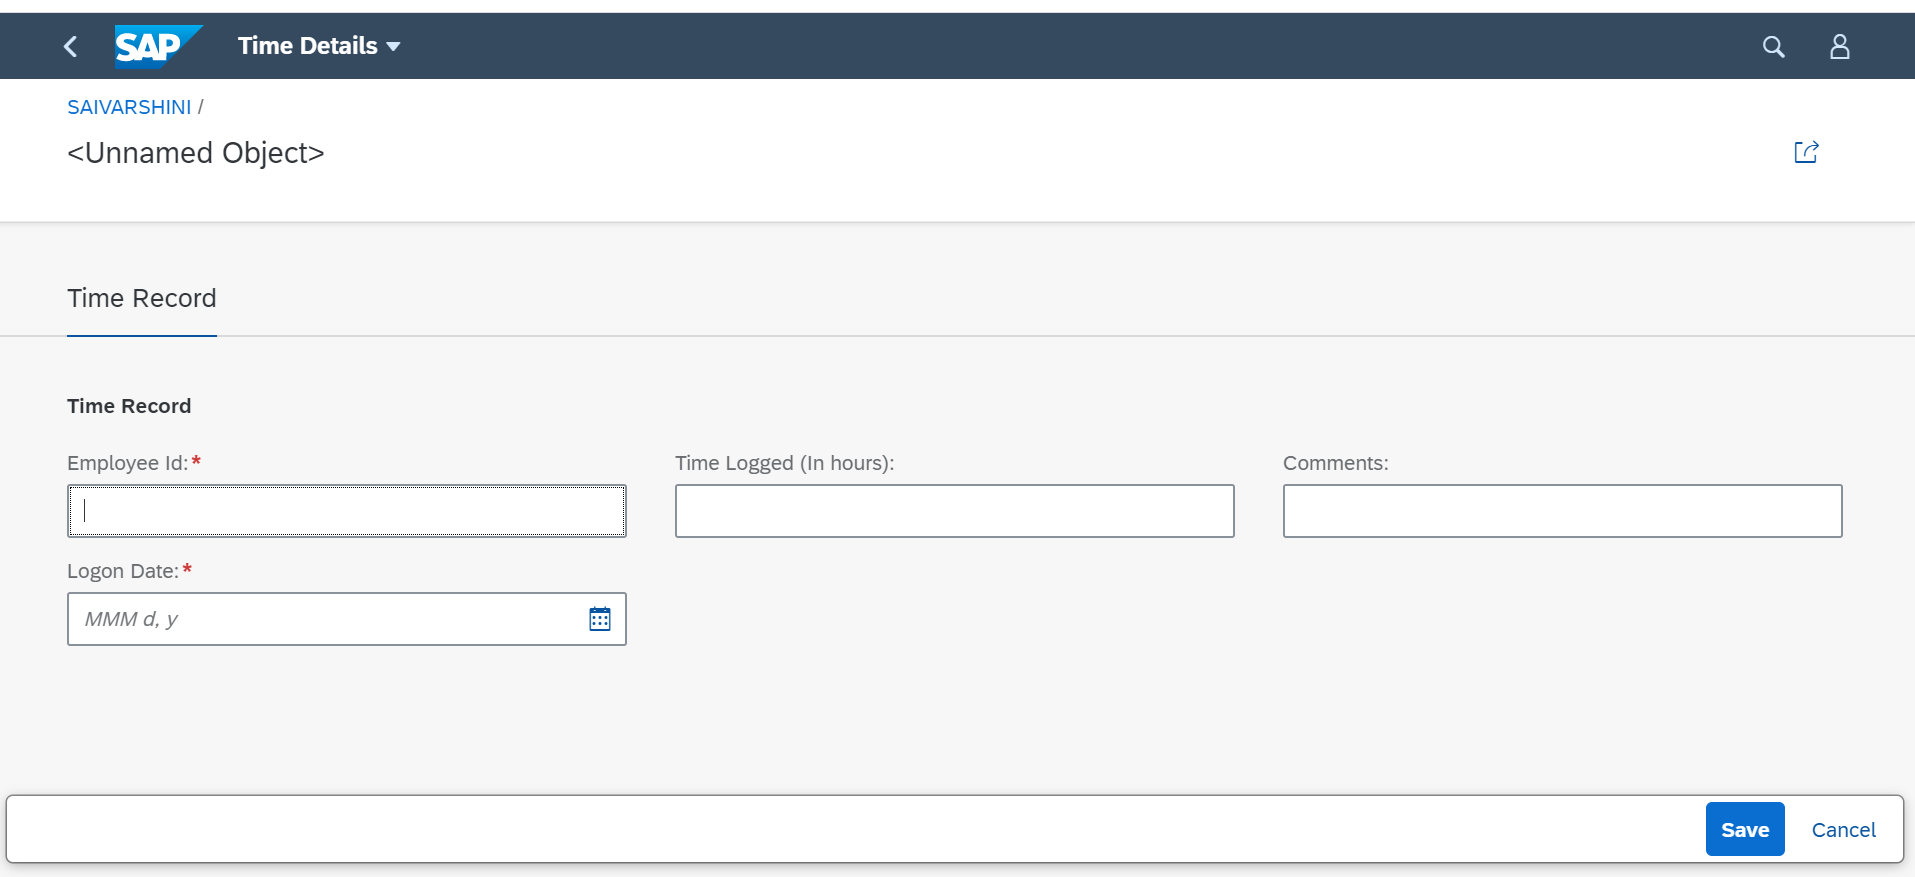 SAP Time Details
SAIVARSHINI /
<Unnamed Object>
Time Record
Time Record
Employee Id:* Time Logged (In hours): Comments:
Logon Date:*
MMM d, y
Save Cancel